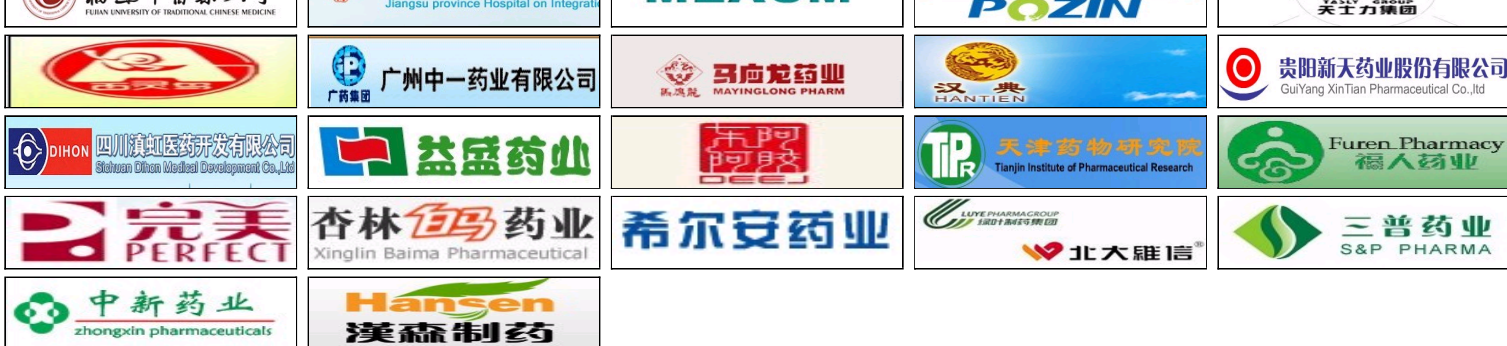 FUJIAN UNIVERSITY OF TRADITIONAL CHINESE MEDICINE
Jiangsu province Hospital on Integrati
POZIN
TASLY GROUP
天士力集团
广药集团
广州中一药业有限公司
马应龙药业
MAYINGLONG PHARM
汉典
HANTIEN
贵阳新天药业股份有限公司
GuiYang XinTian Pharmaceutical Co.,ltd
DIHON
四川滇虹医药开发有限公司
Sichuan Dihon Medical Development Co.,Ltd
益盛药业
东阿阿胶
DEEJ
TIPR
天津药物研究院
Tianjin Institute of Pharmaceutical Research
Furen Pharmacy
福人药业
完美
PERFECT
杏林白马药业
Xinglin Baima Pharmaceutical
希尔安药业
LUYE PHARMA GROUP
绿叶制药集团
北大维信®
三普药业
S&P PHARMA
中新药业
zhongxin pharmaceuticals
Hansen
漢森制药